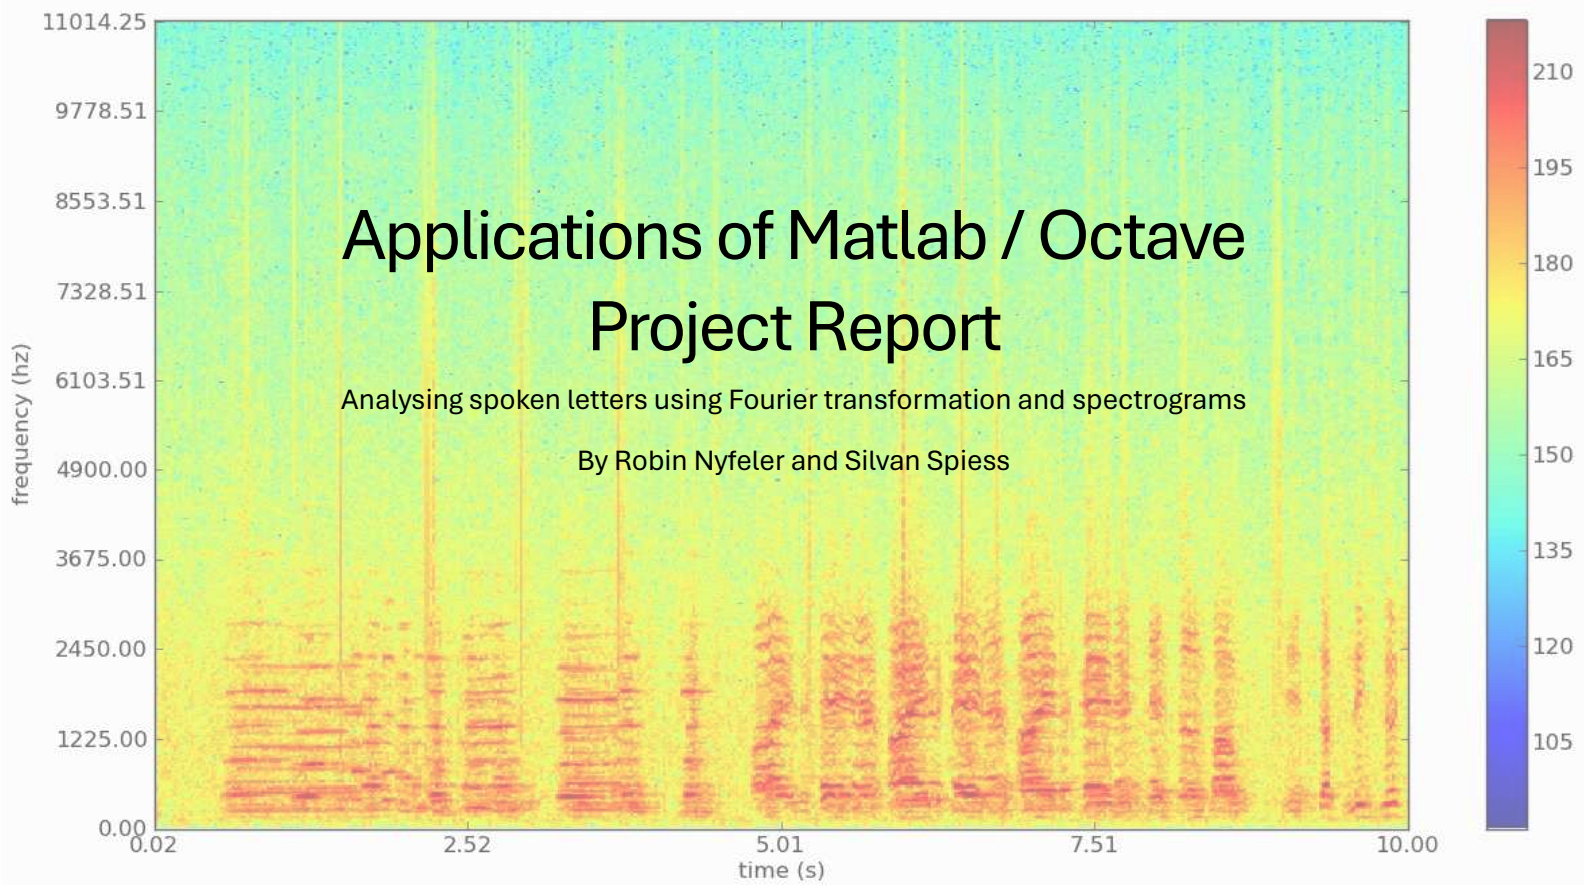 11014.25
9778.51
8553.51
7328.51
6103.51
4900.00
3675.00
2450.00
1225.00
0.00
frequency (hz)
Applications of Matlab / Octave
Project Report
Analysing spoken letters using Fourier transformation and spectrograms
By Robin Nyfeler and Silvan Spiess
0.02 2.52 5.01 7.51 10.00
time (s)
210
195
180
165
150
135
120
105